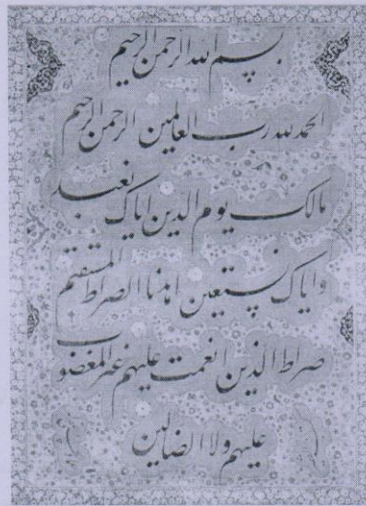 بسم الله الرحمن الرحیم
الحمد لله رب العالمین الرحمن الرحیم
مالک یوم الدین ایاک نعبد
و ایاک نستعین اهدنا الصراط المستقیم
صراط الذین انعمت علیهم غیر المغضوب
علیهم ولا الضالین